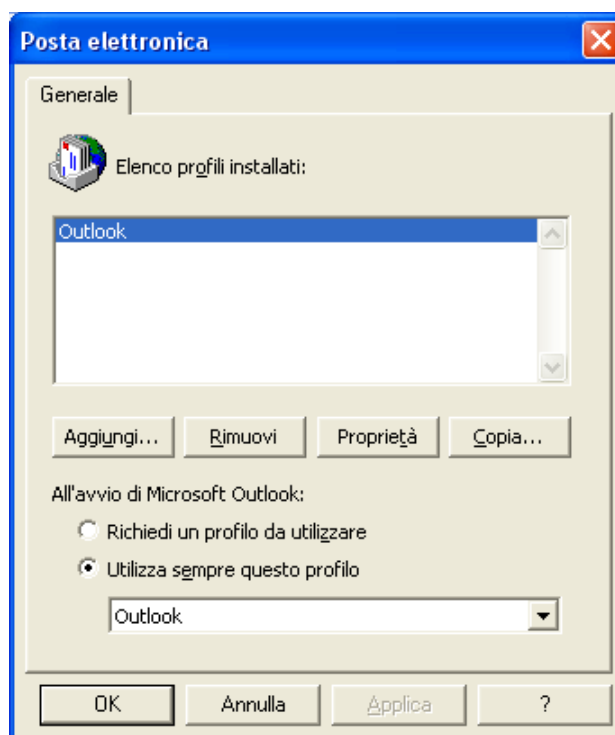 Posta elettronica
Generale
Elenco profili installati:
Outlook
Aggiungi... Rimuovi Proprietà Copia...
All'avvio di Microsoft Outlook:
Richiedi un profilo da utilizzare
Utilizza sempre questo profilo
Outlook
OK Annulla Applica ?